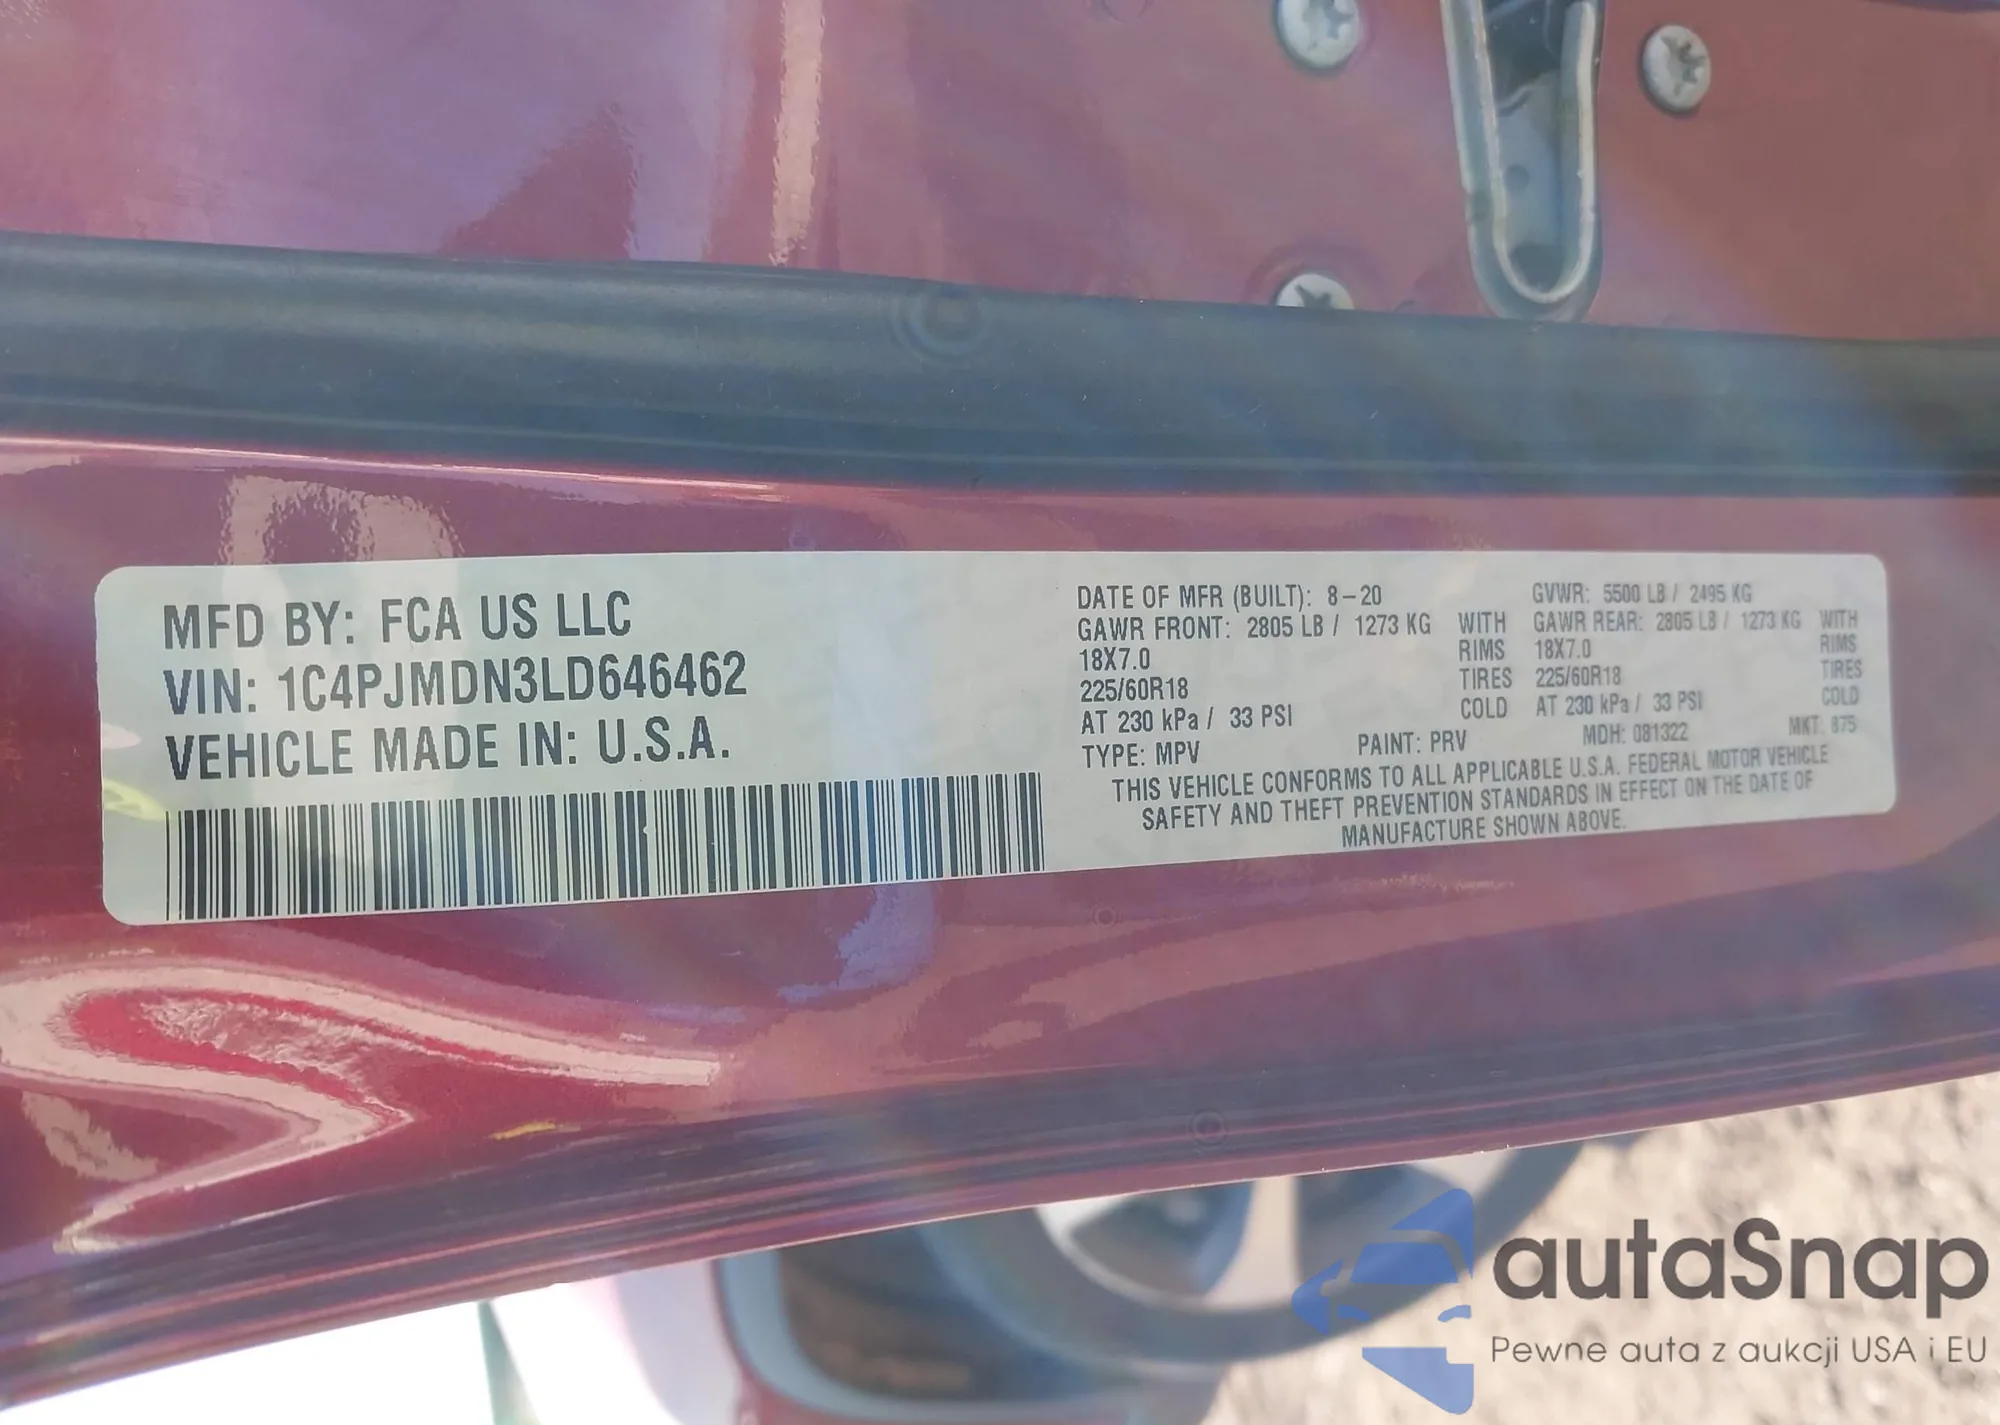 MFD BY: FCA US LLC
VIN: 1C4PJMDN3LD646462
VEHICLE MADE IN: U.S.A.
DATE OF MFR (BUILT): 8-20 GVWR: 5500 LB / 2495 KG
GAWR FRONT: 2805 LB / 1273 KG WITH GAWR REAR: 2805 LB / 1273 KG WITH
18X7.0 RIMS 18X7.0 RIMS
225/60R18 TIRES 225/60R18 TIRES
AT 230 kPa / 33 PSI COLD AT 230 kPa / 33 PSI COLD
TYPE: MPV PAINT: PRV MDH: 081322 MKT: 875
THIS VEHICLE CONFORMS TO ALL APPLICABLE U.S.A. FEDERAL MOTOR VEHICLE
SAFETY AND THEFT PREVENTION STANDARDS IN EFFECT ON THE DATE OF
MANUFACTURE SHOWN ABOVE.
autaSnap
Pewne auta z aukcji USA i EU